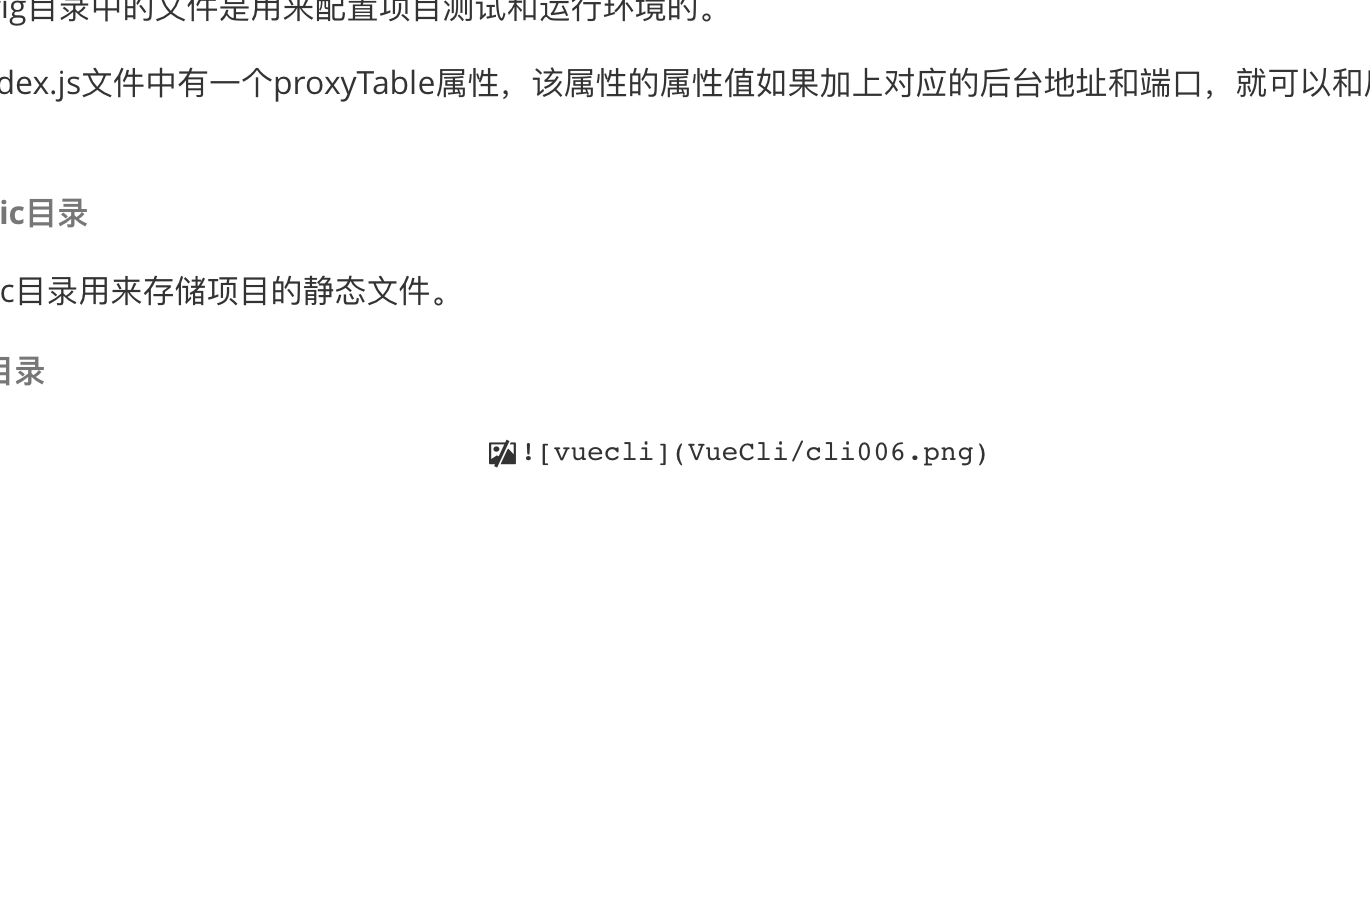 ig目录中的文件是用来配置项目测试和运行环境的。
dex.js文件中有一个proxyTable属性，该属性的属性值如果加上对应的后台地址和端口，就可以和
ic目录
c目录用来存储项目的静态文件。
目录
![vuecli](VueCli/cli006.png)